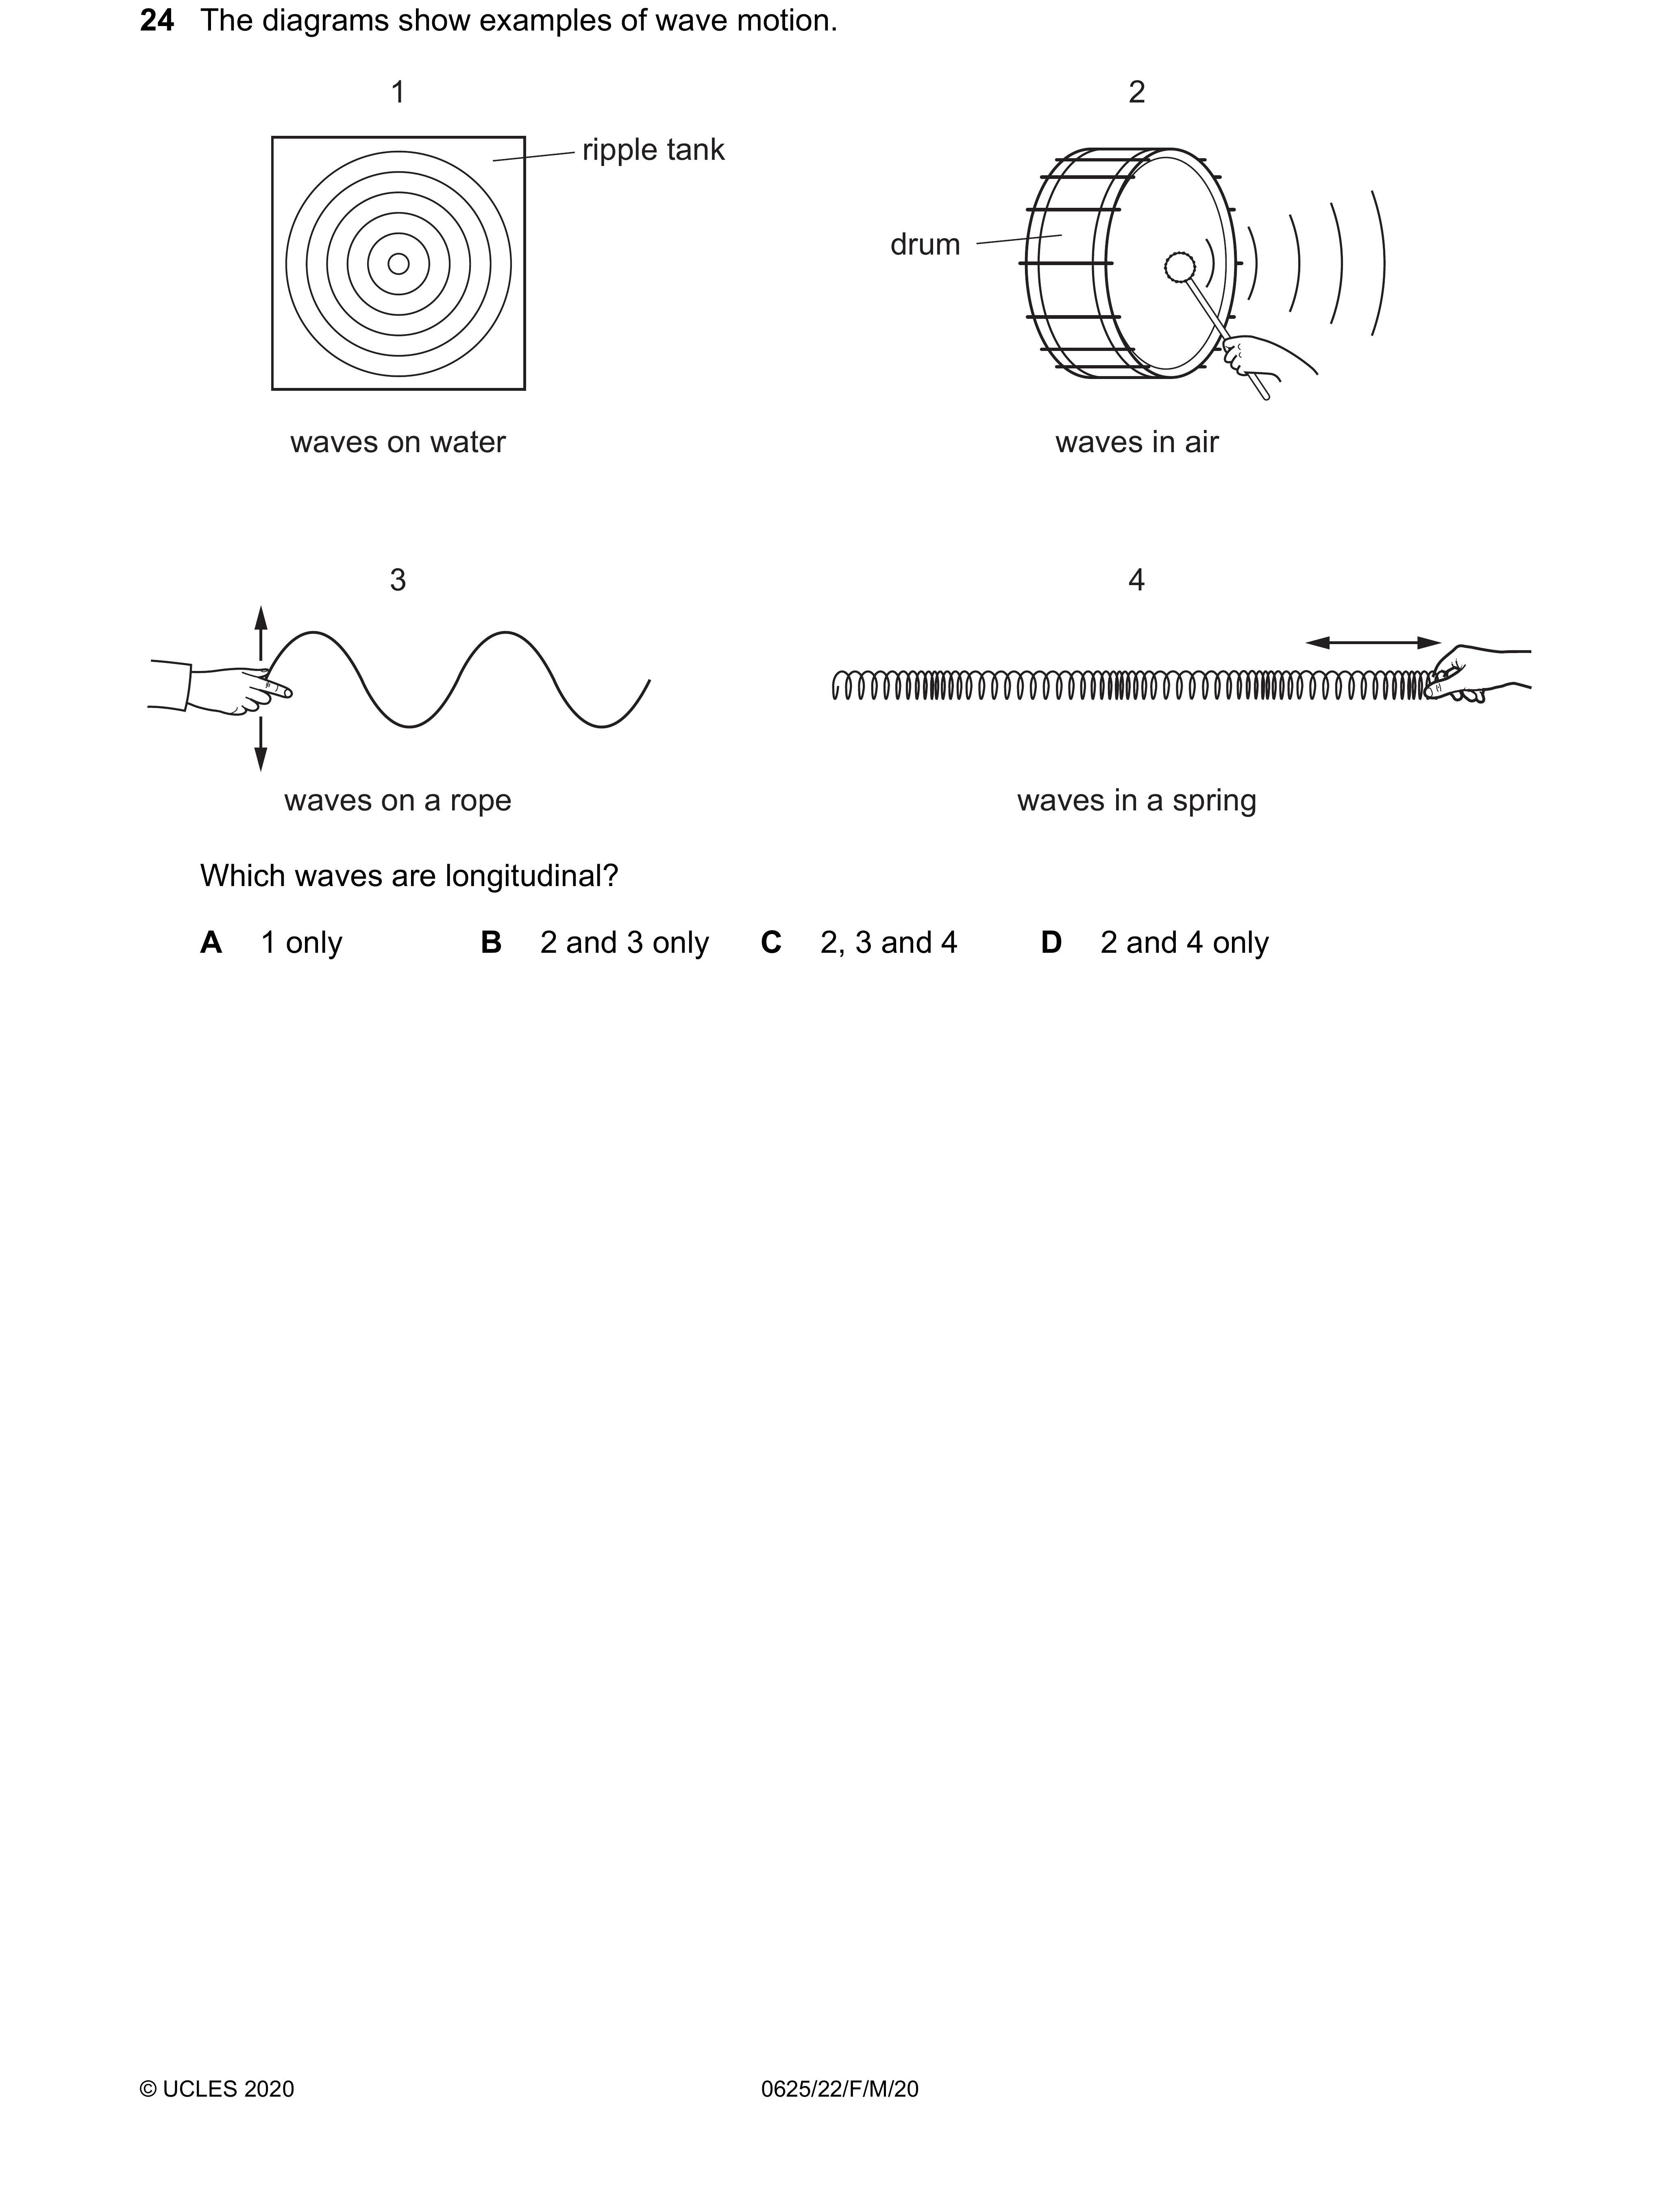 24 The diagrams show examples of wave motion.
1
2
ripple tank
drum
waves on water
waves in air
3
4
waves on a rope
waves in a spring
Which waves are longitudinal?
A 1 only B 2 and 3 only C 2, 3 and 4 D 2 and 4 only
© UCLES 2020 0625/22/F/M/20